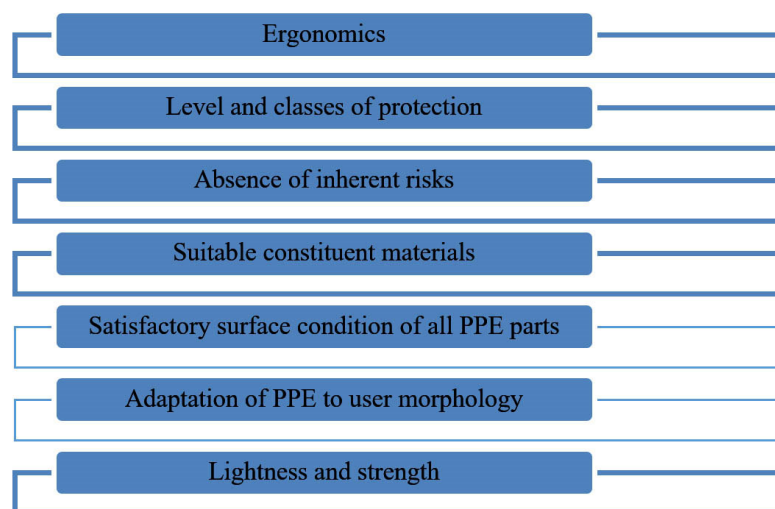 Ergonomics
Level and classes of protection
Absence of inherent risks
Suitable constituent materials
Satisfactory surface condition of all PPE parts
Adaptation of PPE to user morphology
Lightness and strength